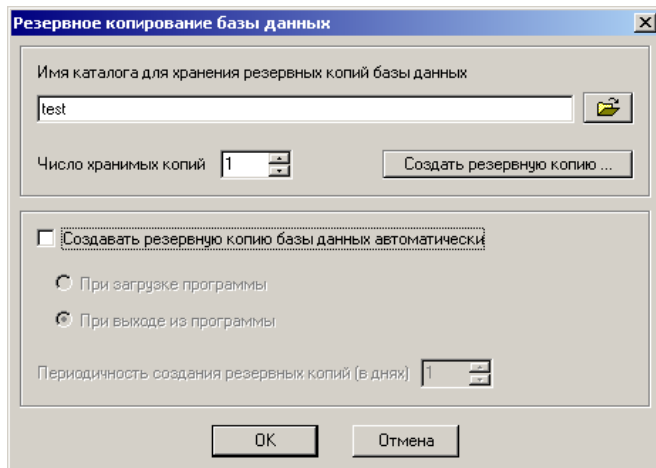 Резервное копирование базы данных
Имя каталога для хранения резервных копий базы данных
test
Число хранимых копий 1 Создать резервную копию ...
Создавать резервную копию базы данных автоматически
При загрузке программы
При выходе из программы
Периодичность создания резервных копий (в днях) 1
OK Отмена